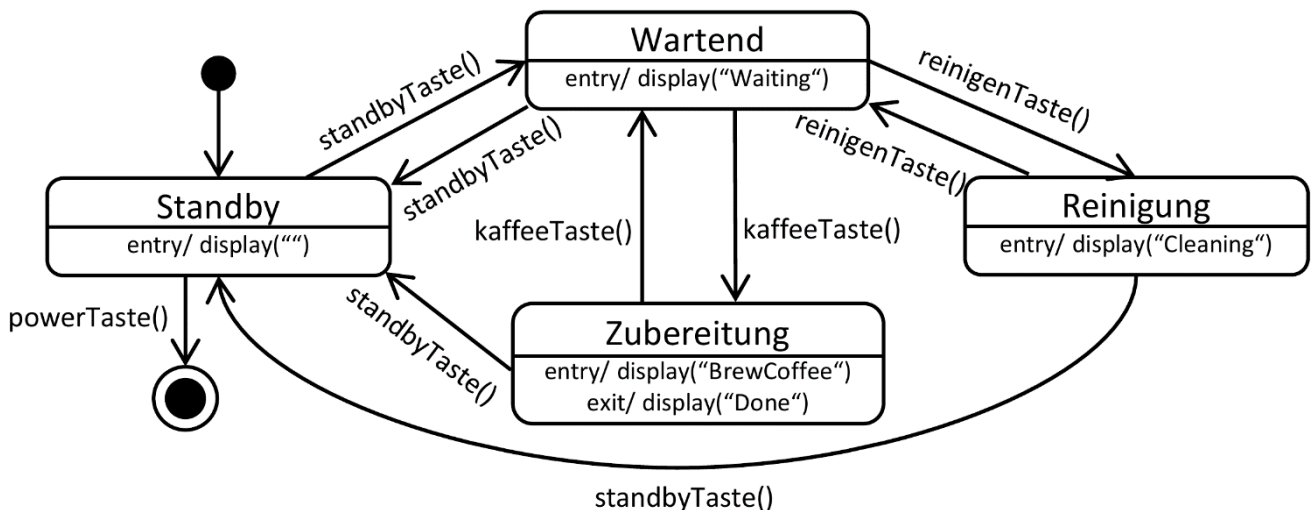 Wartend
entry/ display(“Waiting“)
standbyTaste()
standbyTaste()
reinigenTaste()
reinigenTaste()
Standby
entry/ display(““)
kaffeeTaste()
kaffeeTaste()
Reinigung
entry/ display(“Cleaning“)
powerTaste()
standbyTaste()
Zubereitung
entry/ display(“BrewCoffee“)
exit/ display(“Done“)
standbyTaste()